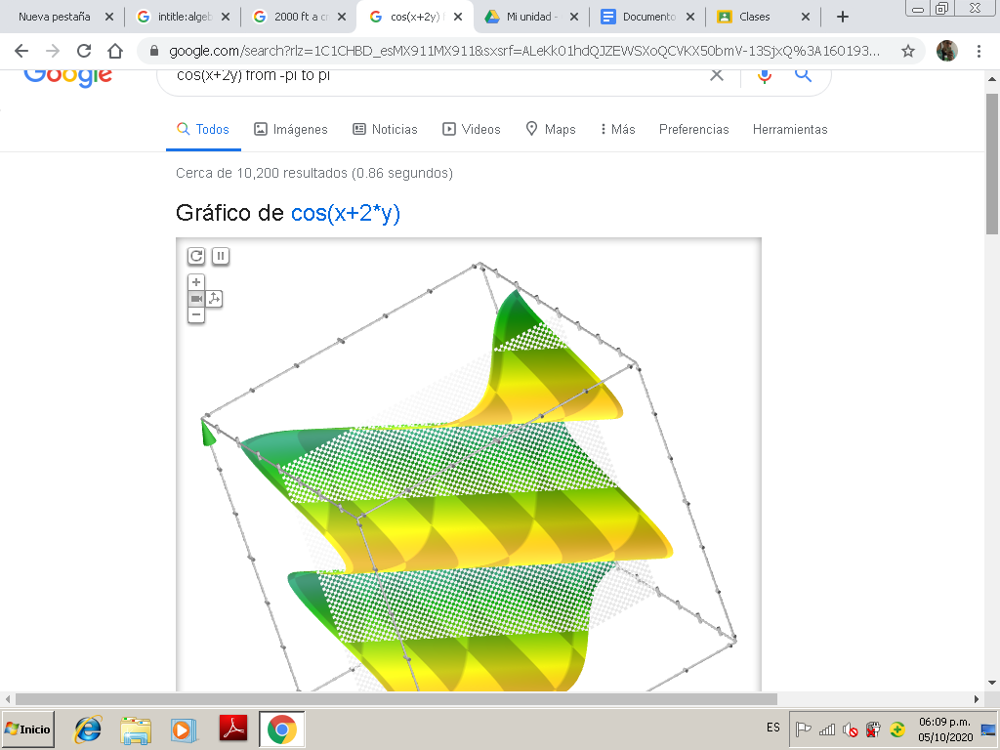 Nueva pestaña
intitle:algeb
2000 ft a c
cos(x+2y) f
Mi unidad -
Documento
Clases
google.com/search?rlz=1C1CHBD_esMX911MX911&sxsrf=ALeKk01hdQJZEWSXoQCVKX50bmV-13SjxQ%3A160193...
Google
cos(x+2y) from -pi to pi
Todos
Imágenes
Noticias
Videos
Maps
Más
Preferencias
Herramientas
Cerca de 10,200 resultados (0.86 segundos)
Gráfico de cos(x+2*y)
Inicio
ES
06:09 p.m.
05/10/2020